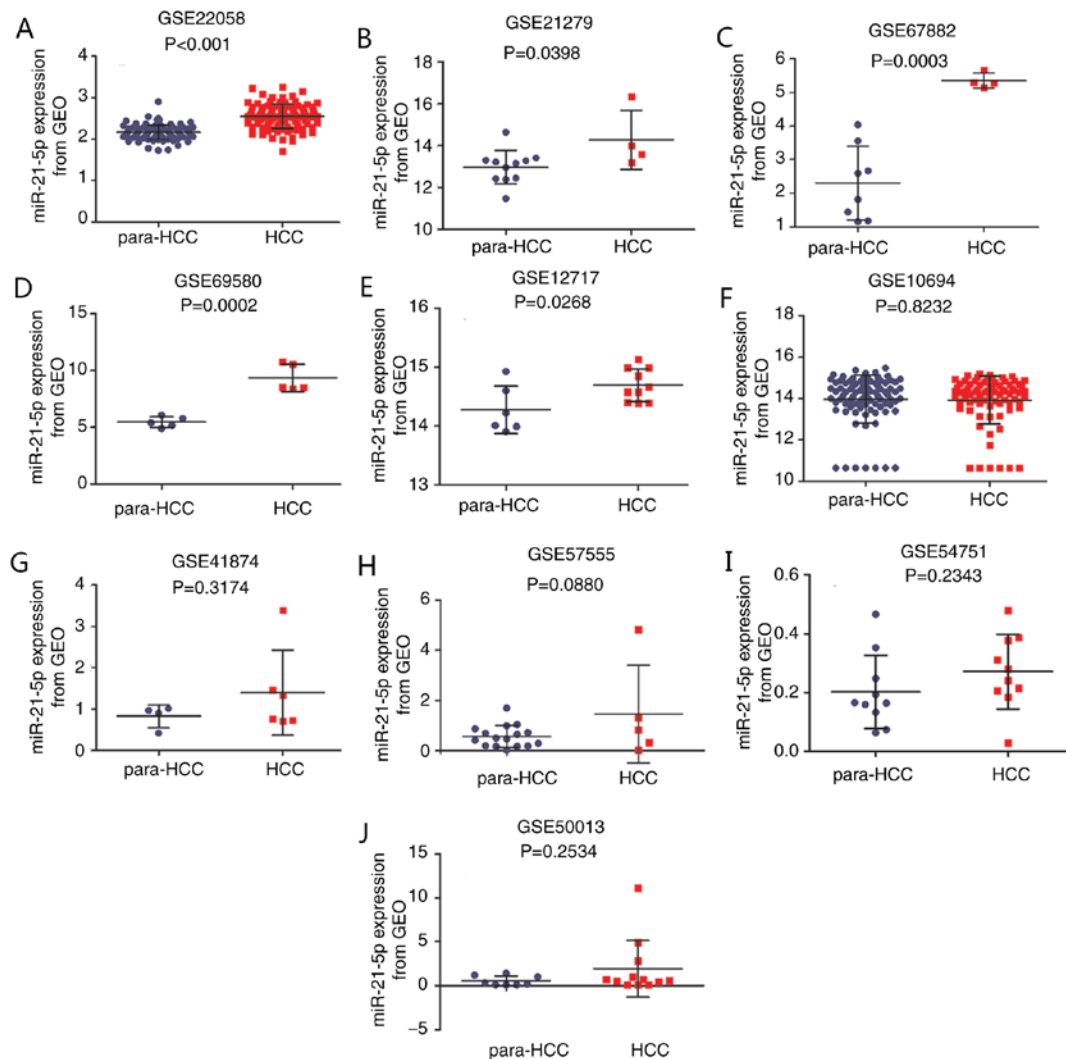 A
GSE22058
P<0.001
miR-21-5p expression
from GEO
4
3
2
1
0
para-HCC
HCC
B
GSE21279
P=0.0398
miR-21-5p expression
from GEO
18
16
14
12
10
para-HCC
HCC
C
GSE67882
P=0.0003
miR-21-5p expression
from GEO
6
5
4
3
2
1
para-HCC
HCC
D
GSE69580
P=0.0002
miR-21-5p expression
from GEO
15
10
5
0
para-HCC
HCC
E
GSE12717
P=0.0268
miR-21-5p expression
from GEO
16
15
14
13
para-HCC
HCC
F
GSE10694
P=0.8232
miR-21-5p expression
from GEO
18
16
14
12
10
para-HCC
HCC
G
GSE41874
P=0.3174
miR-21-5p expression
from GEO
4
3
2
1
0
para-HCC
HCC
H
GSE57555
P=0.0880
miR-21-5p expression
from GEO
6
4
2
0
para-HCC
HCC
I
GSE54751
P=0.2343
miR-21-5p expression
from GEO
0.6
0.4
0.2
0.0
para-HCC
HCC
J
GSE50013
P=0.2534
miR-21-5p expression
from GEO
15
10
5
0
−5
para-HCC
HCC